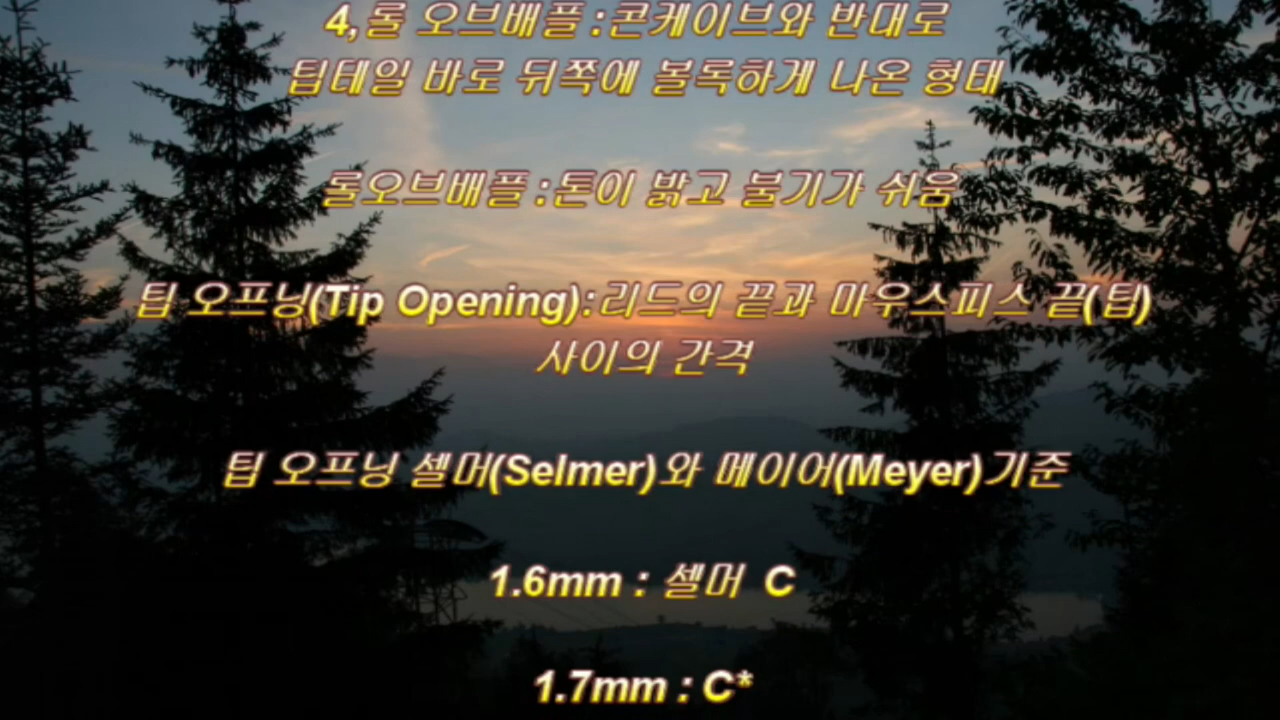 4,롤 오브배플 :콘케이브와 반대로
팁테일 바로 뒤쪽에 볼록하게 나온 형태
롤오브배플 :톤이 밝고 불기가 쉬움
팁 오프닝(Tip Opening):리드의 끝과 마우스피스 끝(팁)
사이의 간격
팁 오프닝 셀머(Selmer)와 메이어(Meyer)기준
1.6mm : 셀머 C
1.7mm : C*